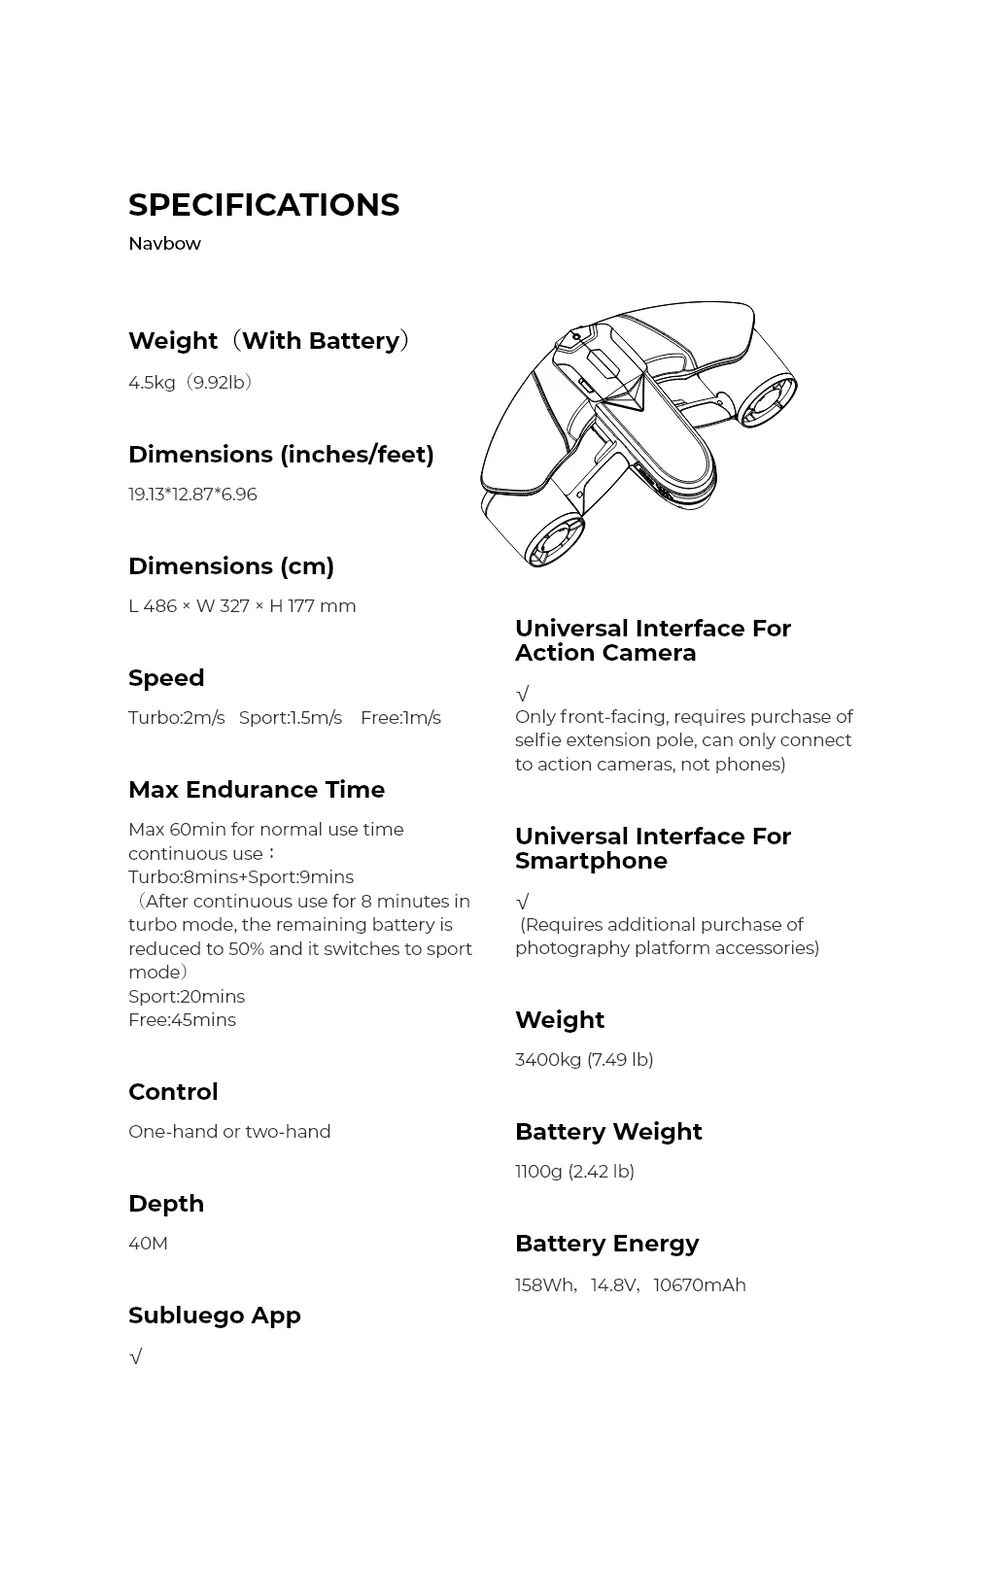 SPECIFICATIONS
Navbow
Weight（With Battery）
4.5kg（9.92lb）
Dimensions (inches/feet)
19.13*12.87*6.96
Dimensions (cm)
L 486 × W 327 × H 177 mm
Speed
Turbo:2m/s Sport:1.5m/s Free:1m/s
Max Endurance Time
Max 60min for normal use time
continuous use：
Turbo:8mins+Sport:9mins
（After continuous use for 8 minutes in
turbo mode, the remaining battery is
reduced to 50% and it switches to sport
mode）
Sport:20mins
Free:45mins
Control
One-hand or two-hand
Depth
40M
Subluego App
√
Universal Interface For
Action Camera
√
Only front-facing, requires purchase of
selfie extension pole, can only connect
to action cameras, not phones)
Universal Interface For
Smartphone
√
(Requires additional purchase of
photography platform accessories)
Weight
3400kg (7.49 lb)
Battery Weight
1100g (2.42 lb)
Battery Energy
158Wh，14.8V，10670mAh